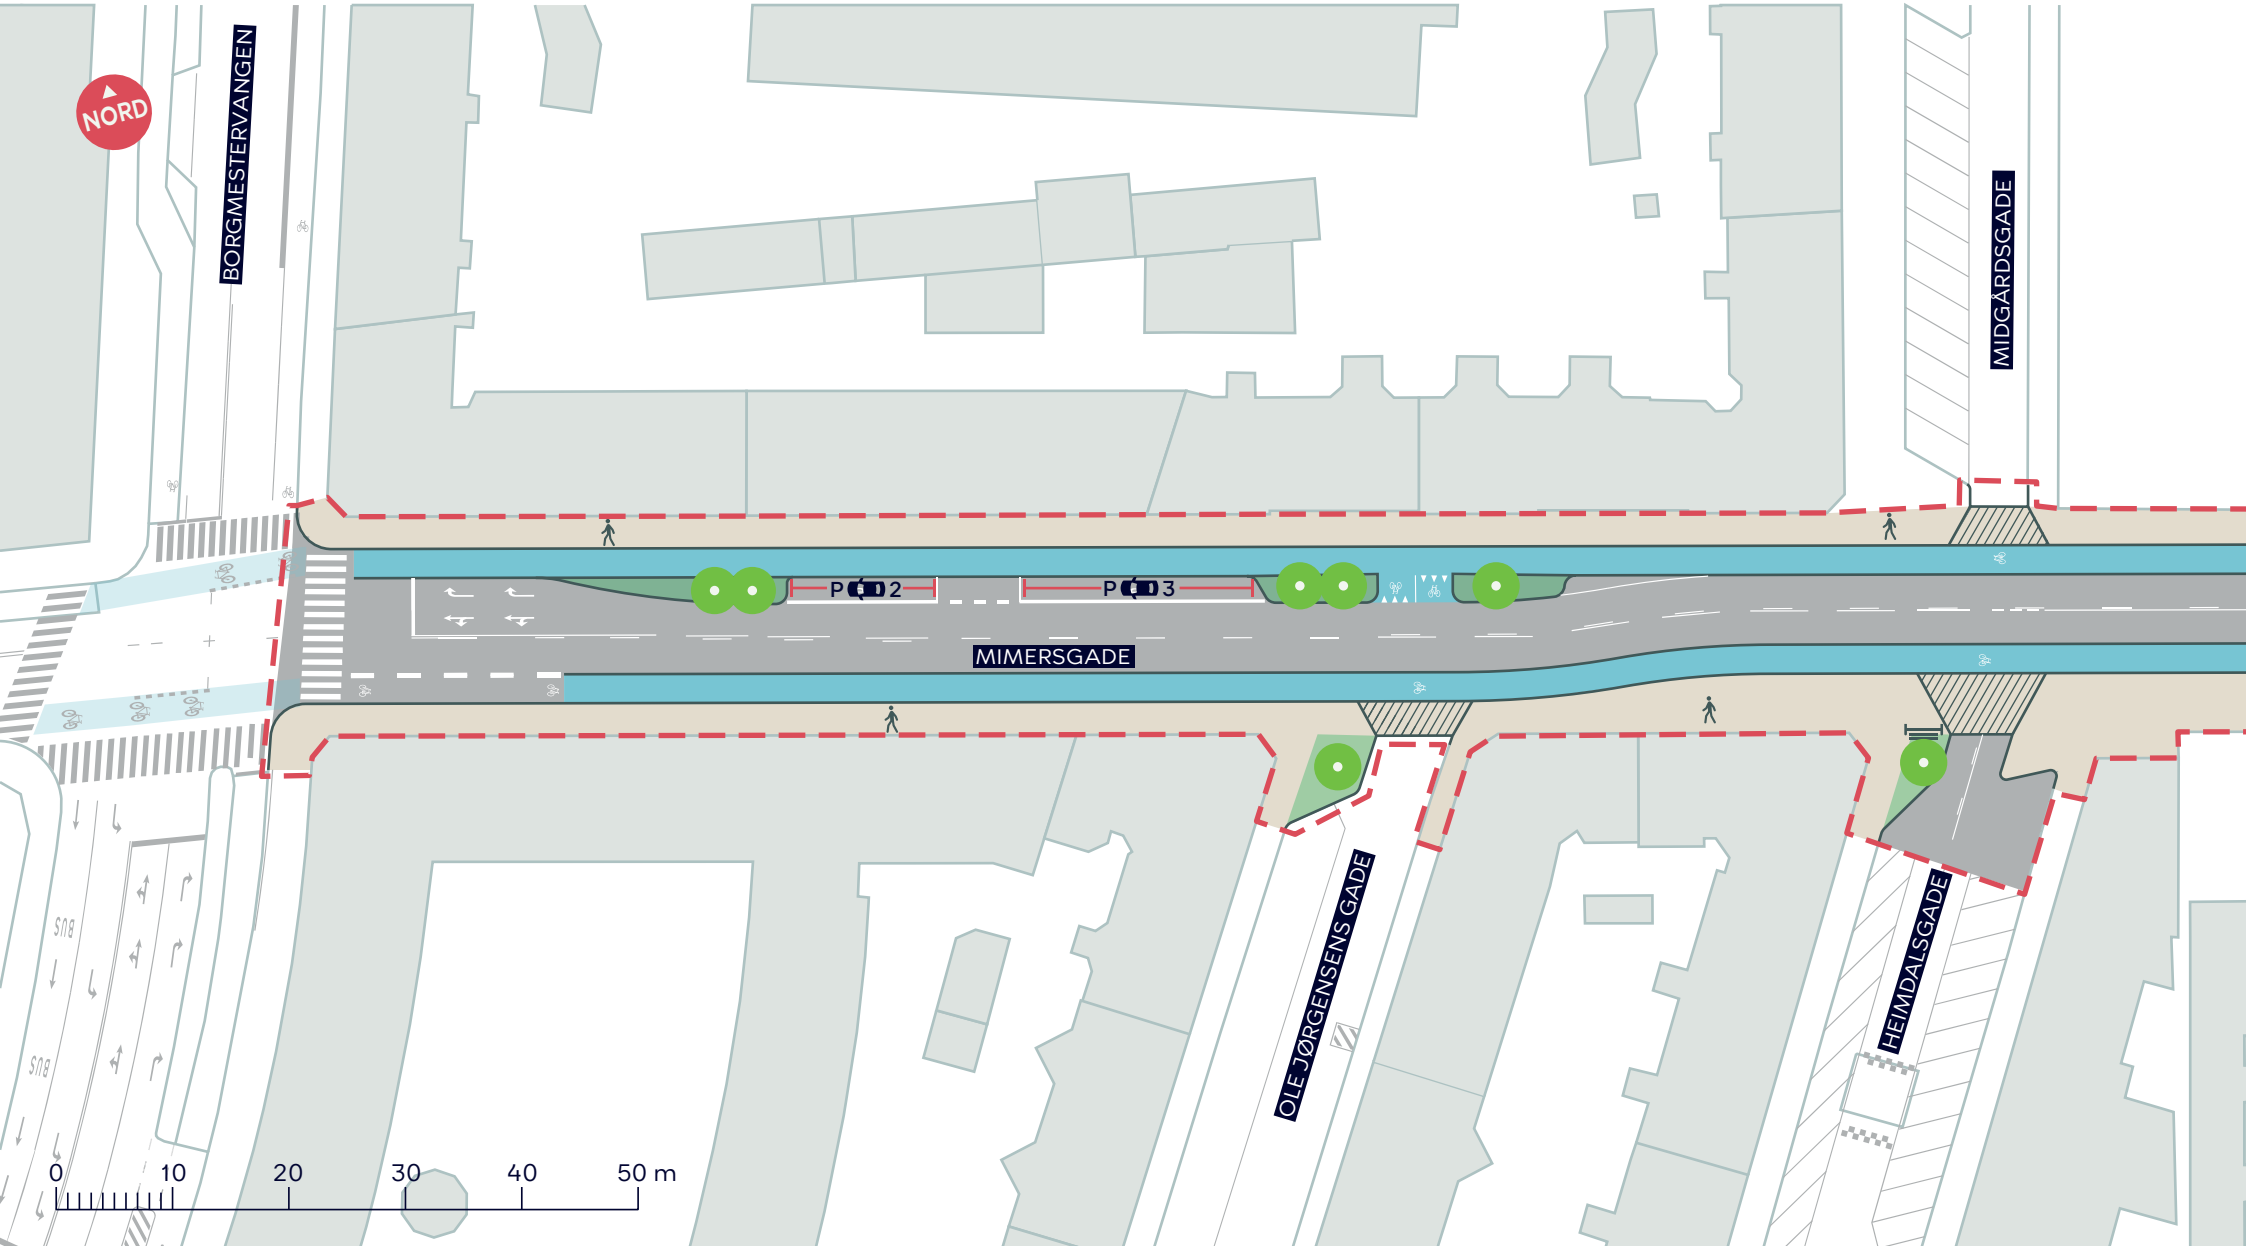 BORGMESTERVANGEN
NORD
MIDGÅRDSGADE
P 2
P 3
MIMERSGADE
OLE JØRGENSENS GADE
HEIMDALSGADE
BUS
BUS
0 10 20 30 40 50 m